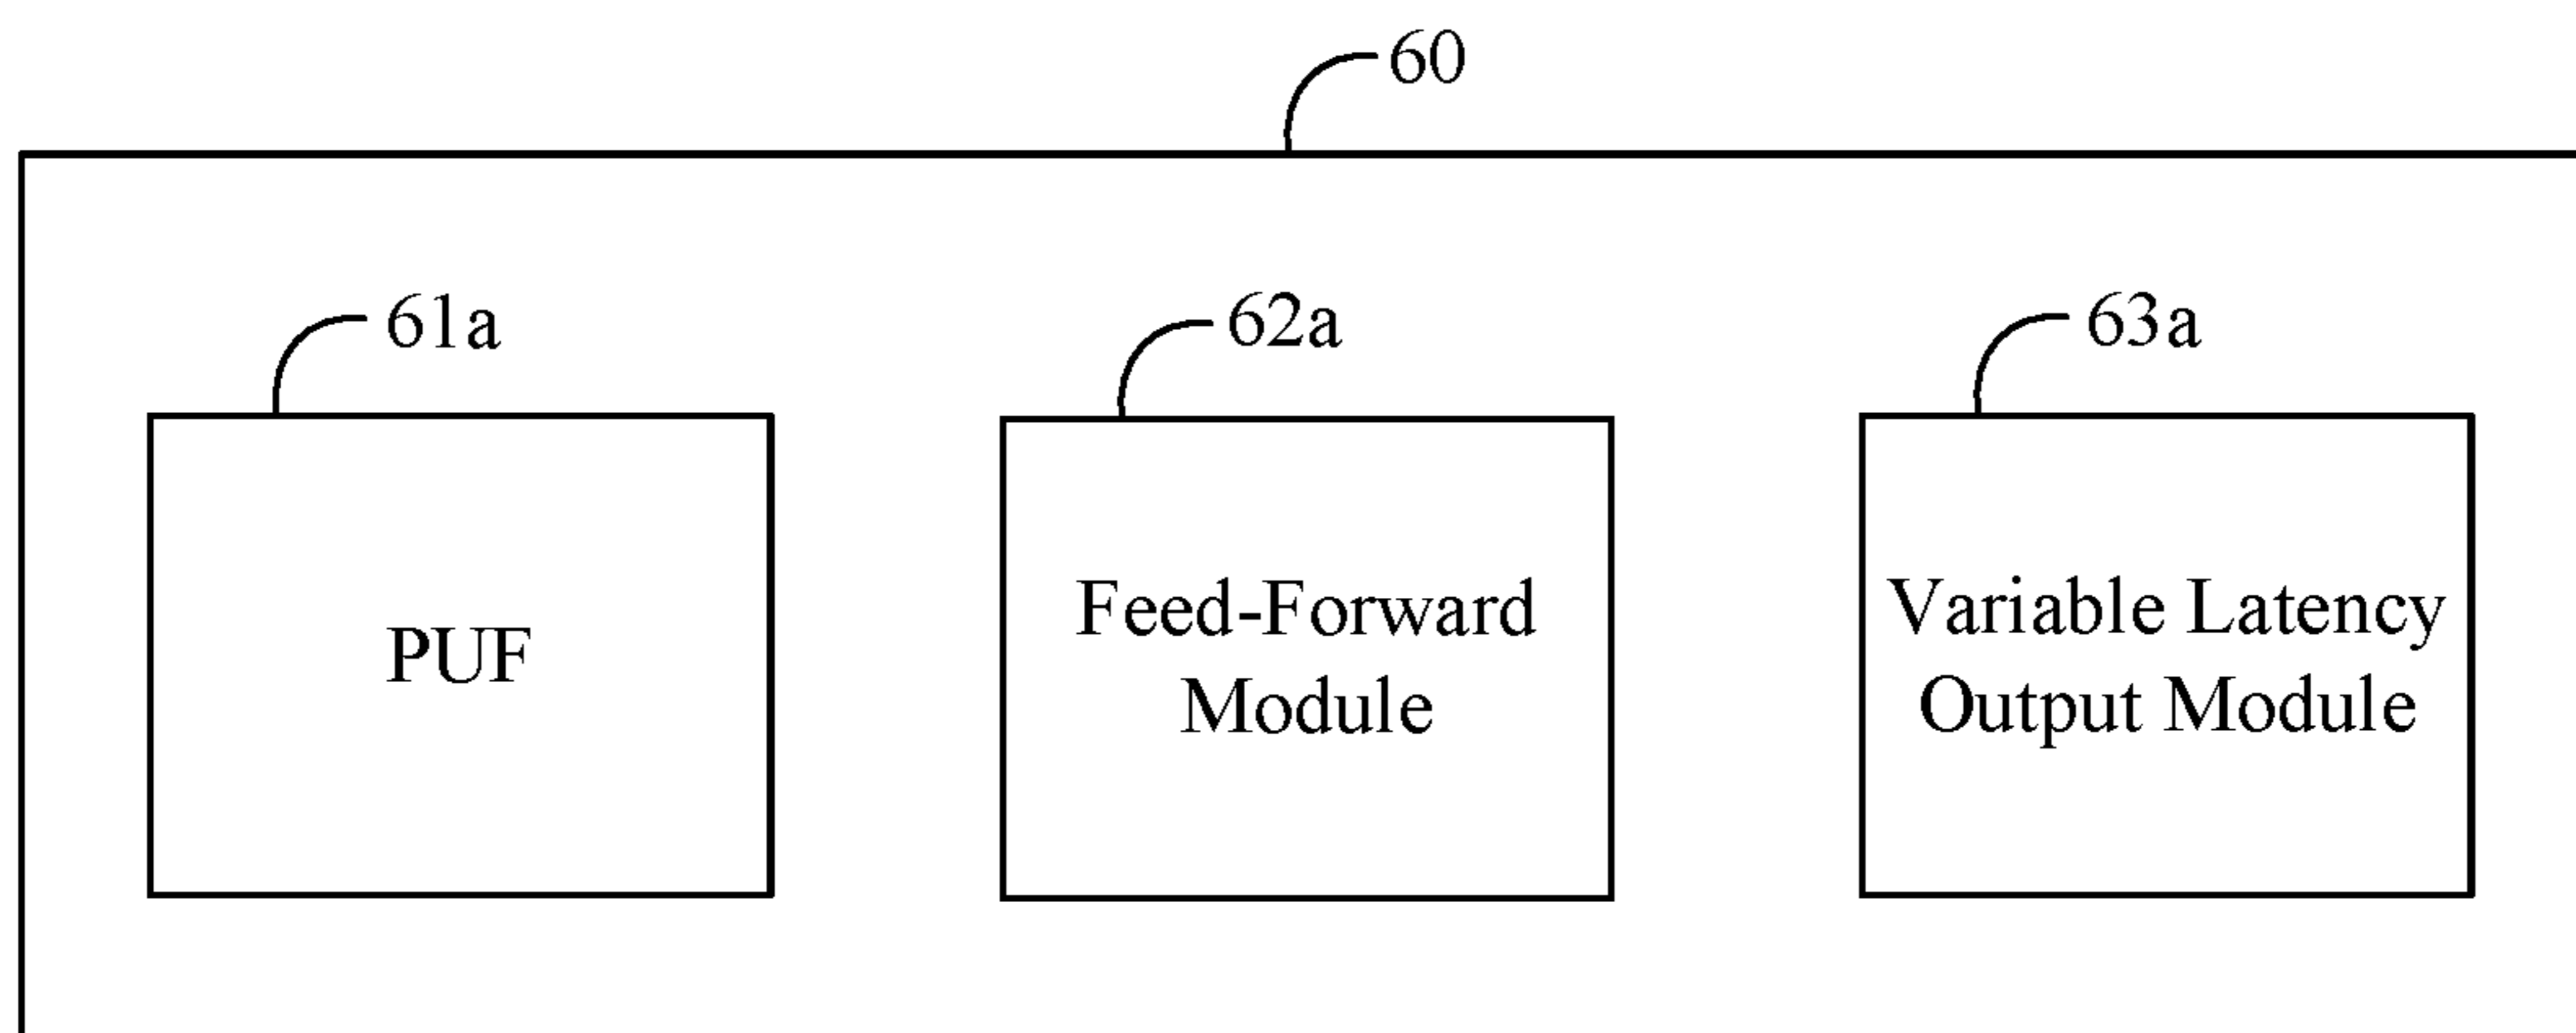 60
61a
62a
63a
PUF
Feed-Forward
Module
Variable Latency
Output Module